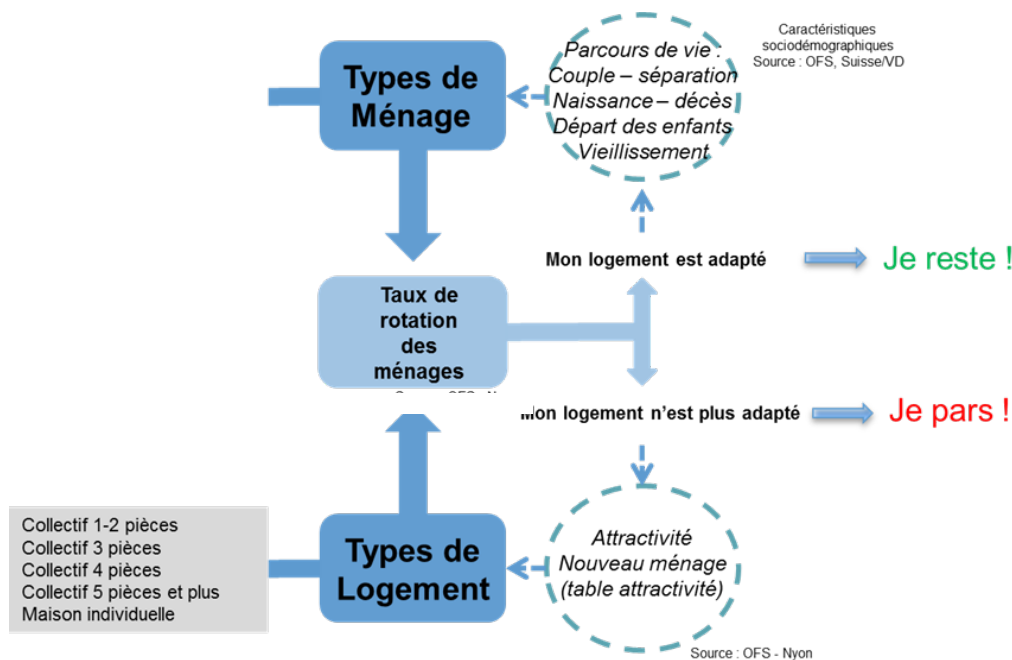 Caractéristiques
sociodémographiques
Source : OFS, Suisse/VD
Types de
Ménage
Parcours de vie :
Couple – séparation
Naissance – décès
Départ des enfants
Vieillissement
Mon logement est adapté
Je reste !
Taux de
rotation
des
ménages
Mon logement n'est plus adapté
Je pars !
Collectif 1-2 pièces
Collectif 3 pièces
Collectif 4 pièces
Collectif 5 pièces et plus
Maison individuelle
Types de
Logement
Attractivité
Nouveau ménage
(table attractivité)
Source : OFS - Nyon